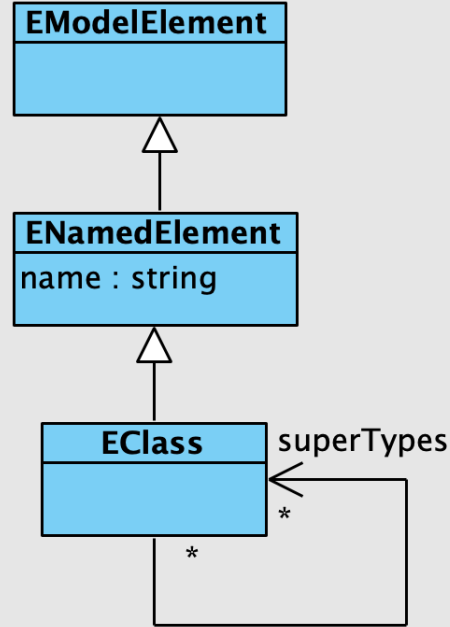 EModelElement
ENamedElement
name : string
EClass
superTypes
*
*